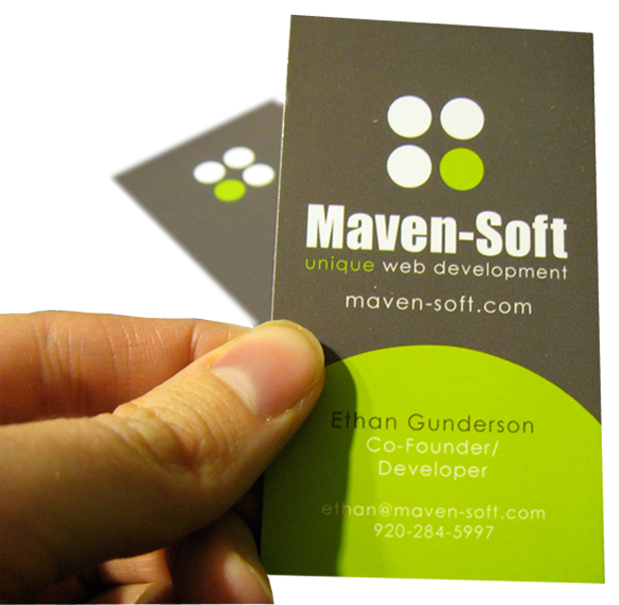 Maven-Soft
unique web development
maven-soft.com
Ethan Gunderson
Co-Founder/
Developer
ethan@maven-soft.com
920-284-5997